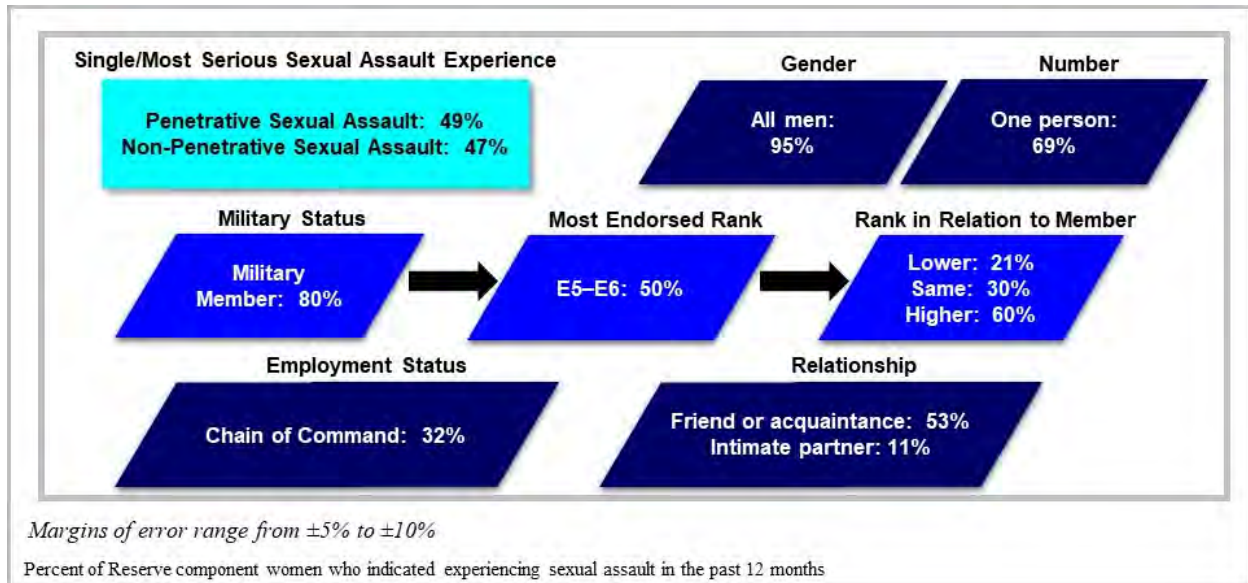 Single/Most Serious Sexual Assault Experience
Penetrative Sexual Assault: 49%
Non-Penetrative Sexual Assault: 47%
Gender
All men:
95%
Number
One person:
69%
Military Status
Military
Member: 80%
Most Endorsed Rank
E5–E6: 50%
Rank in Relation to Member
Lower: 21%
Same: 30%
Higher: 60%
Employment Status
Chain of Command: 32%
Relationship
Friend or acquaintance: 53%
Intimate partner: 11%
Margins of error range from ±5% to ±10%
Percent of Reserve component women who indicated experiencing sexual assault in the past 12 months